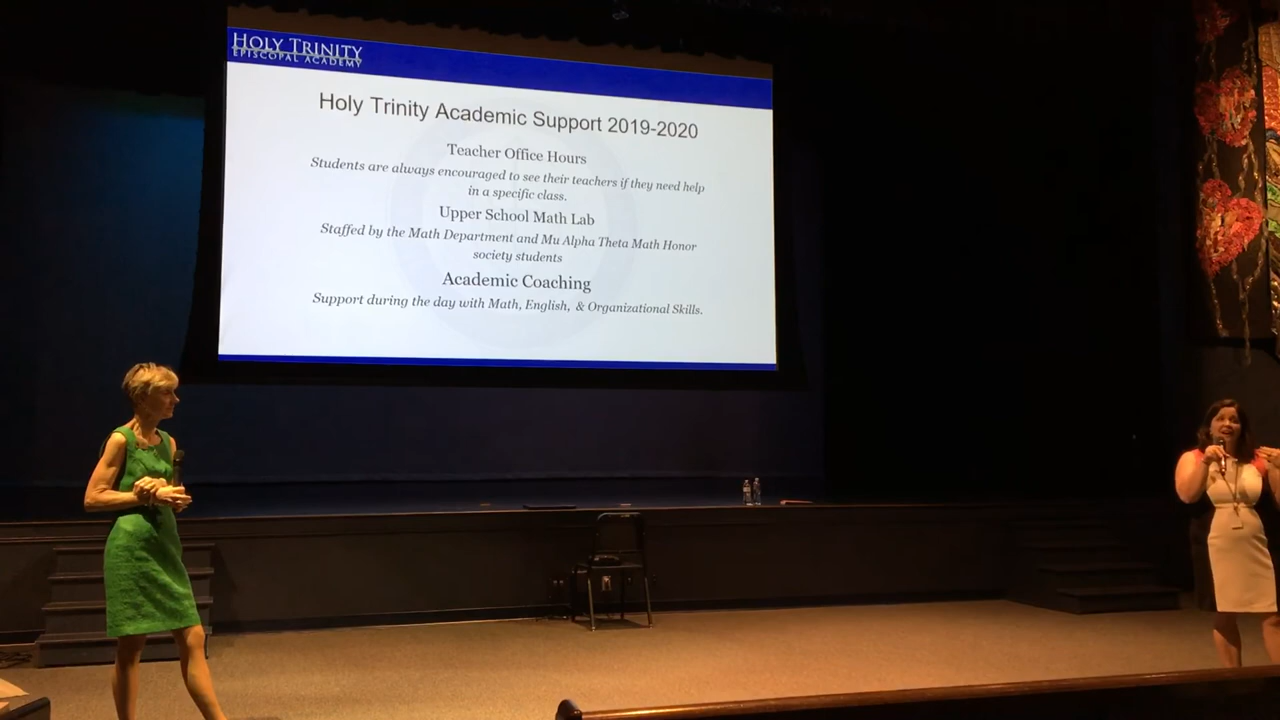 HOLY TRINITY
EPISCOPAL ACADEMY
Holy Trinity Academic Support 2019-2020
Teacher Office Hours
Students are always encouraged to see their teachers if they need help
in a specific class.
Upper School Math Lab
Staffed by the Math Department and Mu Alpha Theta Math Honor
society students
Academic Coaching
Support during the day with Math, English, & Organizational Skills.